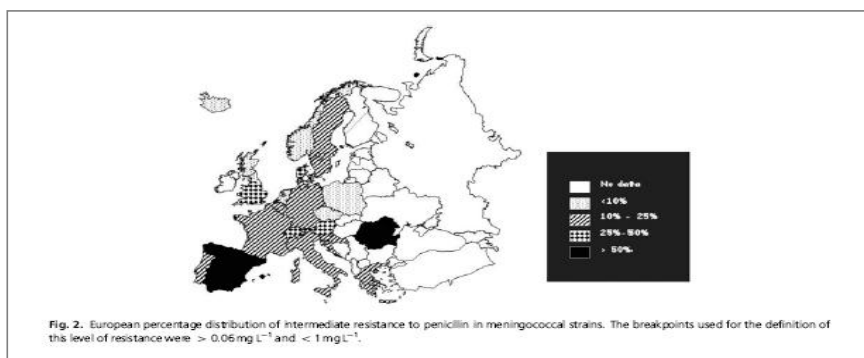 No data
<10%
10% - 25%
25%-50%
> 50%
Fig. 2. European percentage distribution of intermediate resistance to penicillin in meningococcal strains. The breakpoints used for the definition of
this level of resistance were > 0.06 mg L⁻¹ and < 1 mg L⁻¹.